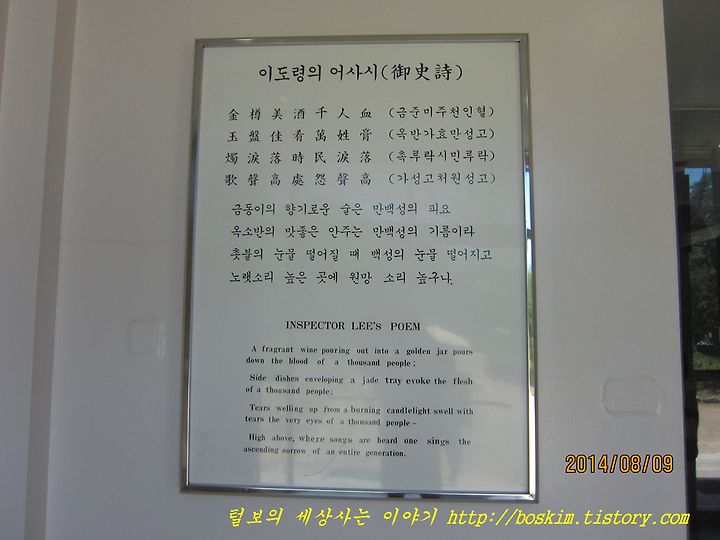 이도령의 어사시(御史詩)
金樽美酒千人血 (금준미주천인혈)
玉盤佳肴萬姓膏 (옥반가효만성고)
燭淚落時民淚落 (촉루락시민루락)
歌聲高處怨聲高 (가성고처원성고)
금동이의 향기로운 술은 만백성의 피요
옥소반의 맛좋은 안주는 만백성의 기름이라
촛불의 눈물 떨어질 때 백성의 눈물 떨어지고
노랫소리 높은 곳에 원망 소리 높구나.
INSPECTOR LEE'S POEM
A fragrant wine pouring out into a golden jar pours
down the blood of a thousand people;
Side dishes enveloping a jade tray evoke the flesh
of a thousand people;
Tears welling up from a burning candlelight swell with
tears the very eyes of a thousand people–
High above, where songs are heard one sings the
ascending sorrow of an entire generation.
2014/08/09
털보의 세상사는 이야기 http://boskim.tistory.com